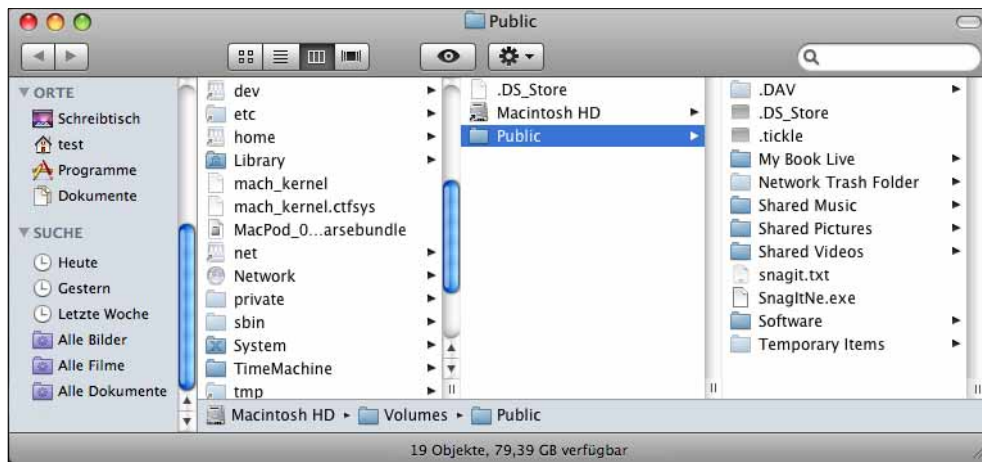 Public
ORTE
Schreibtisch
test
Programme
Dokumente
SUCHE
Heute
Gestern
Letzte Woche
Alle Bilder
Alle Filme
Alle Dokumente
dev
etc
home
Library
mach_kernel
mach_kernel.ctfsys
MacPod_0...arsebundle
net
Network
private
sbin
System
TimeMachine
tmp
.DS_Store
Macintosh HD
Public
.DAV
.DS_Store
.tickle
My Book Live
Network Trash Folder
Shared Music
Shared Pictures
Shared Videos
snagit.txt
SnagItNe.exe
Software
Temporary Items
Macintosh HD ▸ Volumes ▸ Public
19 Objekte, 79,39 GB verfügbar